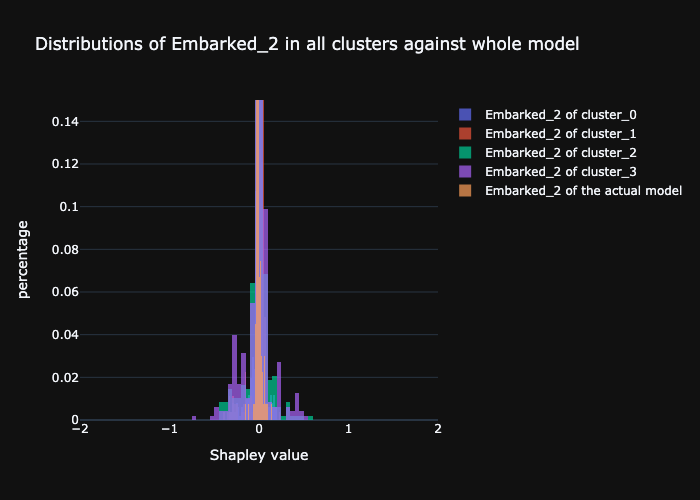 Distributions of Embarked_2 in all clusters against whole model
Embarked_2 of cluster_0
Embarked_2 of cluster_1
Embarked_2 of cluster_2
Embarked_2 of cluster_3
Embarked_2 of the actual model
percentage
0.14
0.12
0.1
0.08
0.06
0.04
0.02
0
−2 −1 0 1 2
Shapley value